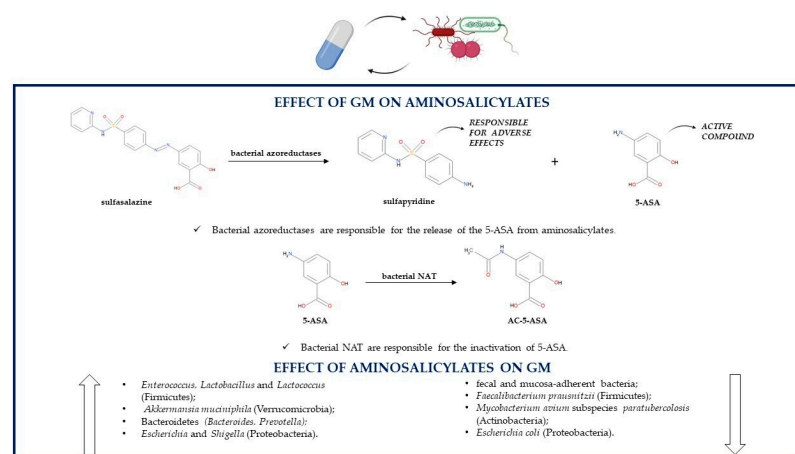 EFFECT OF GM ON AMINOSALICYLATES
RESPONSIBLE
FOR ADVERSE
EFFECTS
ACTIVE
COMPOUND
bacterial azoreductases
+
sulfasalazine
sulfapyridine
5-ASA
✓ Bacterial azoreductases are responsible for the release of the 5-ASA from aminosalicylates.
bacterial NAT
5-ASA
AC-5-ASA
✓ Bacterial NAT are responsible for the inactivation of 5-ASA.
EFFECT OF AMINOSALICYLATES ON GM
• Enterococcus, Lactobacillus and Lactococcus
(Firmicutes);
• Akkermansia muciniphila (Verrucomicrobia);
• Bacteroidetes (Bacteroides, Prevotella);
• Escherichia and Shigella (Proteobacteria).
• fecal and mucosa-adherent bacteria;
• Faecalibacterium prausnitzii (Firmicutes);
• Mycobacterium avium subspecies paratubercolosis
(Actinobacteria);
• Escherichia coli (Proteobacteria).